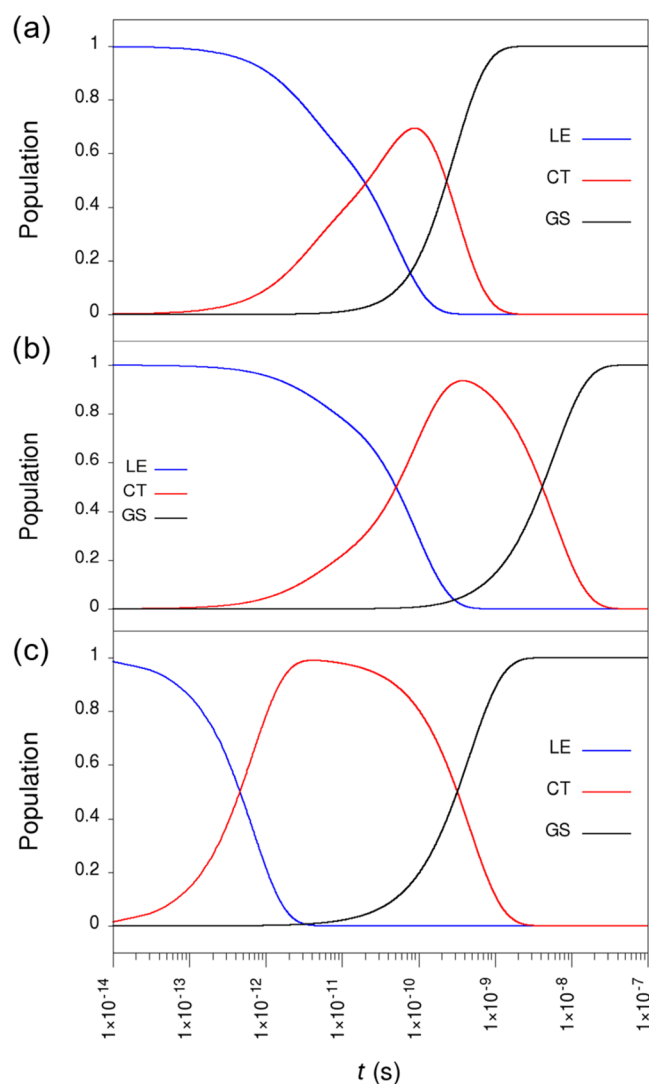 (a)
1
0.8
0.6
0.4
0.2
0
Population
LE
CT
GS
(b)
1
0.8
0.6
0.4
0.2
0
Population
LE
CT
GS
(c)
1
0.8
0.6
0.4
0.2
0
Population
LE
CT
GS
1×10⁻¹⁴
1×10⁻¹³
1×10⁻¹²
1×10⁻¹¹
1×10⁻¹⁰
1×10⁻⁹
1×10⁻⁸
1×10⁻⁷
t (s)